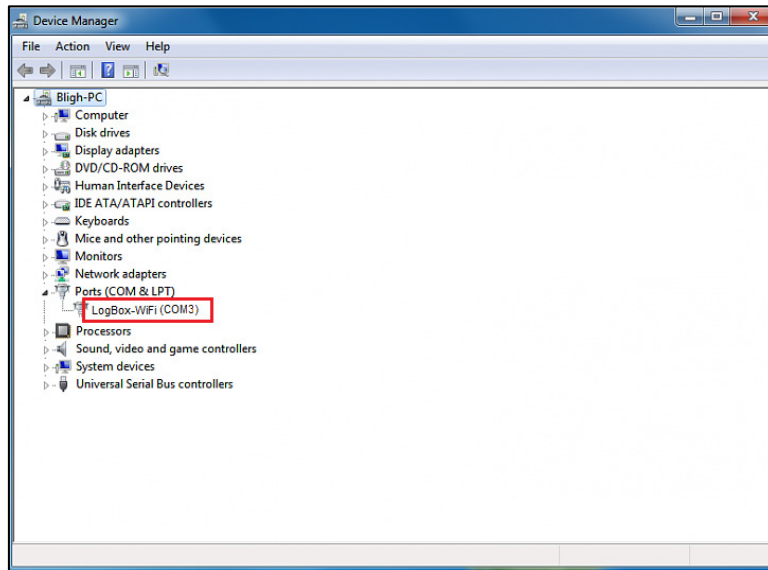 Device Manager
File Action View Help
Bligh-PC
Computer
Disk drives
Display adapters
DVD/CD-ROM drives
Human Interface Devices
IDE ATA/ATAPI controllers
Keyboards
Mice and other pointing devices
Monitors
Network adapters
Ports (COM & LPT)
LogBox-WiFi (COM3)
Processors
Sound, video and game controllers
System devices
Universal Serial Bus controllers